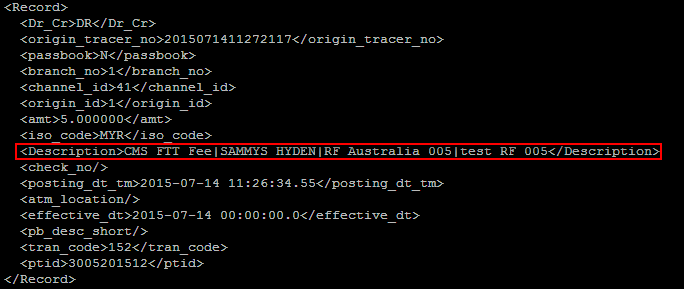 <Record>
<Dr_Cr>DR</Dr_Cr>
<origin_tracer_no>2015071411272117</origin_tracer_no>
<passbook>N</passbook>
<branch_no>1</branch_no>
<channel_id>41</channel_id>
<origin_id>1</origin_id>
<amt>5.000000</amt>
<iso_code>MYR</iso_code>
<Description>CMS FTT Fee|SAMMYS HYDEN|RF Australia 005|test RF 005</Description>
<check_no/>
<posting_dt_tm>2015-07-14 11:26:34.55</posting_dt_tm>
<atm_location/>
<effective_dt>2015-07-14 00:00:00.0</effective_dt>
<pb_desc_short/>
<tran_code>152</tran_code>
<ptid>3005201512</ptid>
</Record>